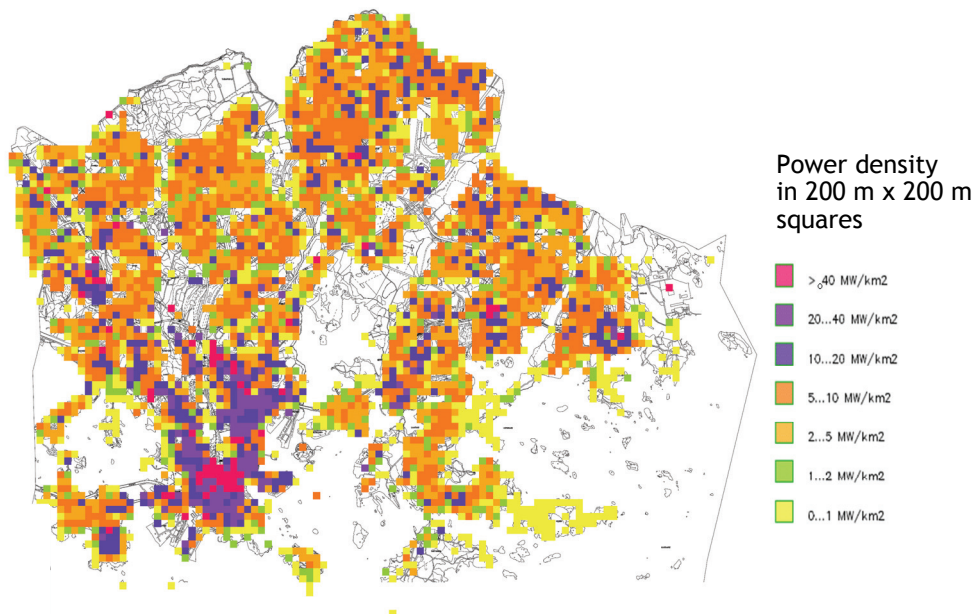 Power density
in 200 m x 200 m
squares
>₀40 MW/km2
20...40 MW/km2
10...20 MW/km2
5...10 MW/km2
2...5 MW/km2
1...2 MW/km2
0...1 MW/km2